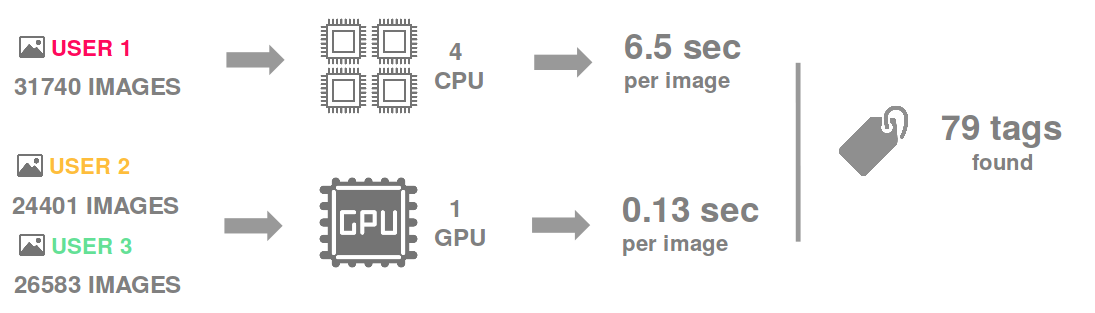 USER 1
31740 IMAGES
4
CPU
6.5 sec
per image
USER 2
24401 IMAGES
USER 3
26583 IMAGES
GPU
1
GPU
0.13 sec
per image
79 tags
found